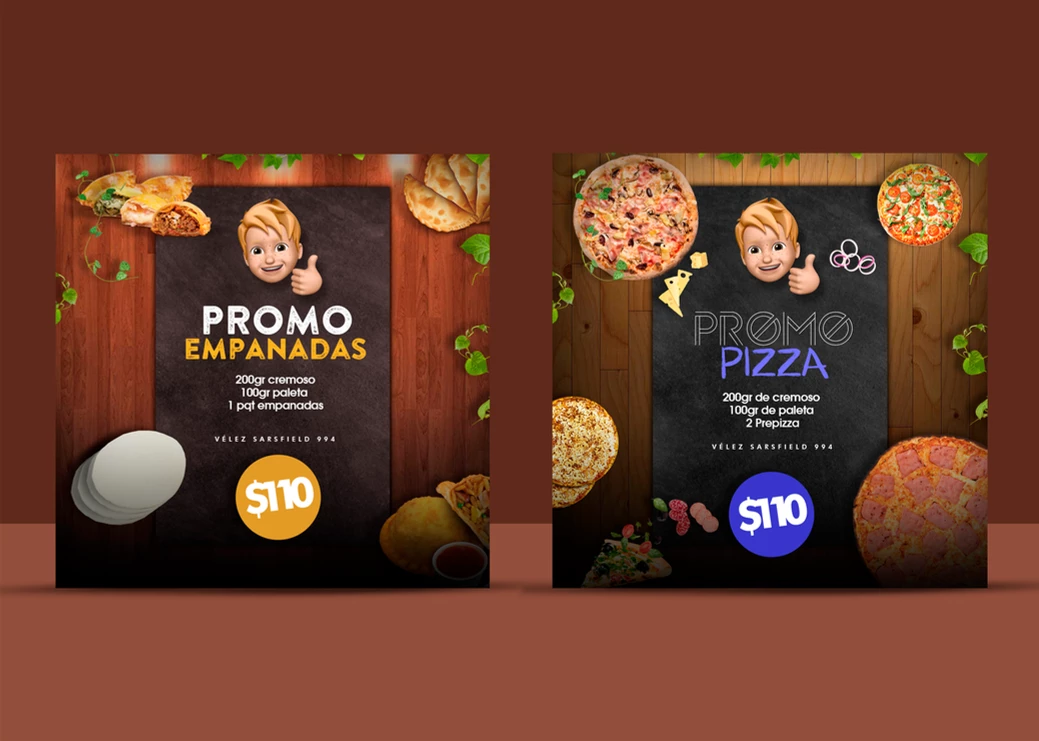 PROMO
EMPANADAS
200gr cremoso
100gr paleta
1 pqt empanadas
VÉLEZ SARSFIELD 994
$110
PROMO
PIZZA
200gr de cremoso
100gr de paleta
2 Prepizza
VÉLEZ SARSFIELD 994
$110